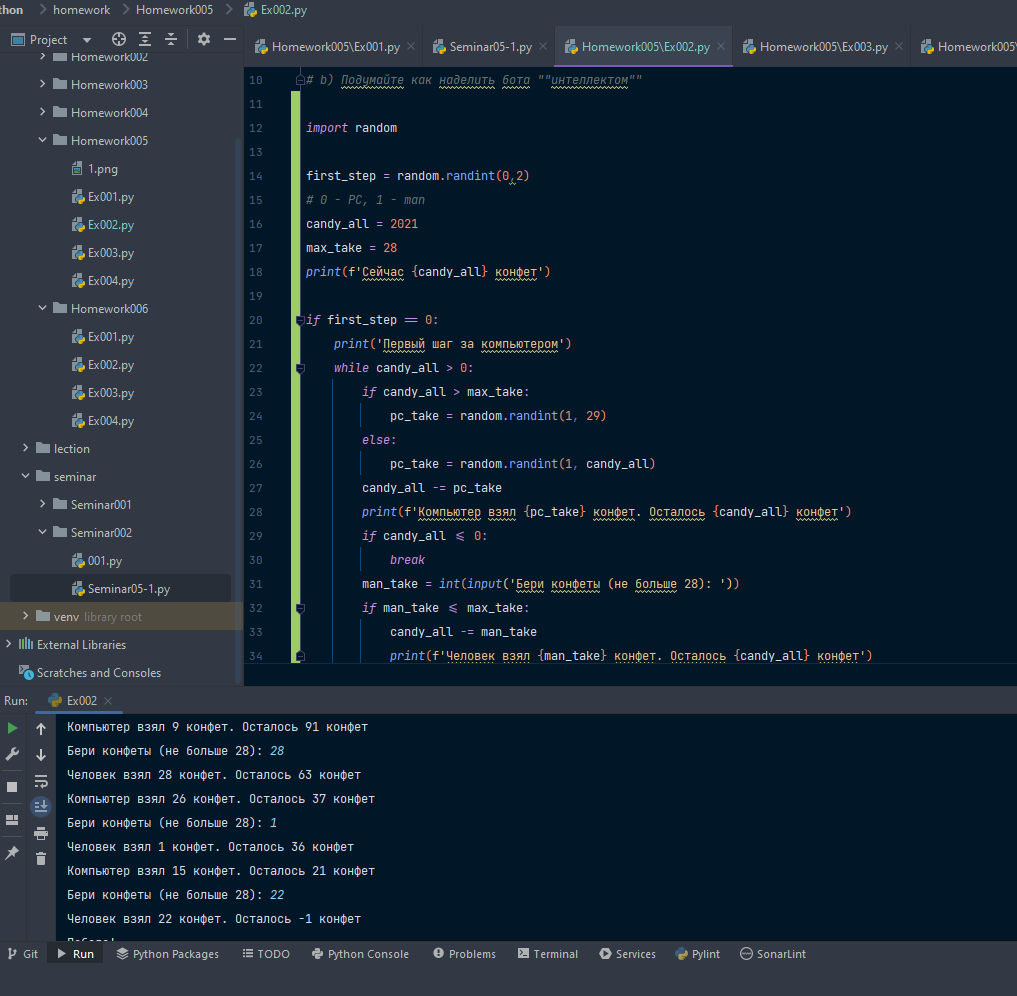 thon > homework > Homework005 > Ex002.py
Project
Homework005\Ex001.py × Seminar05-1.py × Homework005\Ex002.py × Homework005\Ex003.py × Homework005\
Homework002
Homework003
Homework004
Homework005
1.png
Ex001.py
Ex002.py
Ex003.py
Ex004.py
Homework006
Ex001.py
Ex002.py
Ex003.py
Ex004.py
lection
seminar
Seminar001
Seminar002
001.py
Seminar05-1.py
venv library root
External Libraries
Scratches and Consoles
10 # b) Подумайте как наделить бота ""интеллектом""
11
12 import random
13
14 first_step = random.randint(0,2)
15 # 0 - PC, 1 - man
16 candy_all = 2021
17 max_take = 28
18 print(f'Сейчас {candy_all} конфет')
19
20 if first_step == 0:
21 print('Первый шаг за компьютером')
22 while candy_all > 0:
23 if candy_all > max_take:
24 pc_take = random.randint(1, 29)
25 else:
26 pc_take = random.randint(1, candy_all)
27 candy_all -= pc_take
28 print(f'Компьютер взял {pc_take} конфет. Осталось {candy_all} конфет')
29 if candy_all <= 0:
30 break
31 man_take = int(input('Бери конфеты (не больше 28): '))
32 if man_take <= max_take:
33 candy_all -= man_take
34 print(f'Человек взял {man_take} конфет. Осталось {candy_all} конфет')
Run: Ex002 ×
Компьютер взял 9 конфет. Осталось 91 конфет
Бери конфеты (не больше 28): 28
Человек взял 28 конфет. Осталось 63 конфет
Компьютер взял 26 конфет. Осталось 37 конфет
Бери конфеты (не больше 28): 1
Человек взял 1 конфет. Осталось 36 конфет
Компьютер взял 15 конфет. Осталось 21 конфет
Бери конфеты (не больше 28): 22
Человек взял 22 конфет. Осталось -1 конфет
Git Run Python Packages TODO Python Console Problems Terminal Services Pylint SonarLint